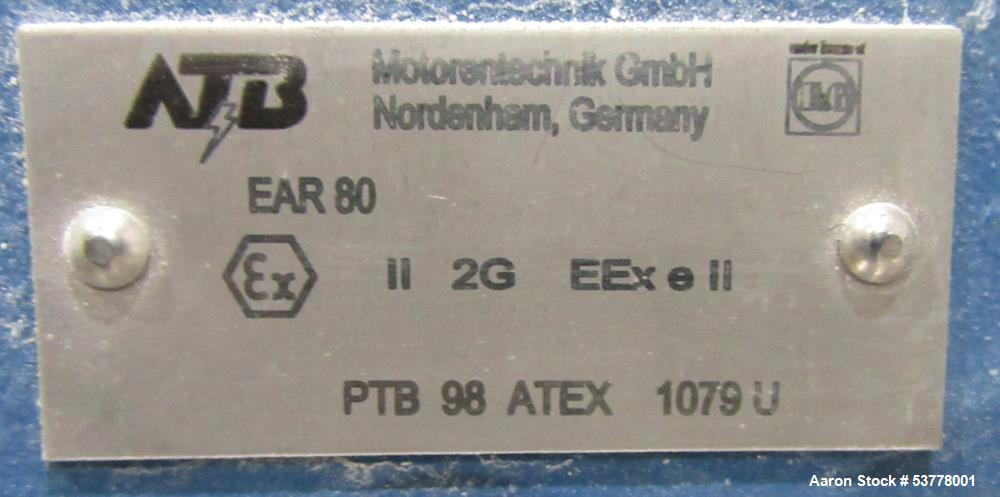 ATB Motorentechnik GmbH
Nordenham, Germany
EAR 80
Ex II 2G EEx e II
PTB 98 ATEX 1079 U
Aaron Stock # 53778001